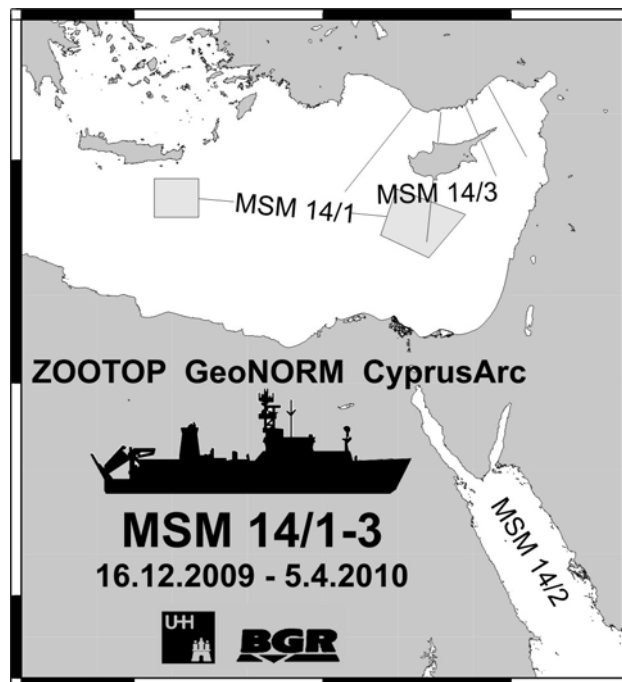 MSM 14/1
MSM 14/3
ZOOTOP GeoNORM CyprusArc
MSM 14/2
MSM 14/1-3
16.12.2009 - 5.4.2010
UH
BGR